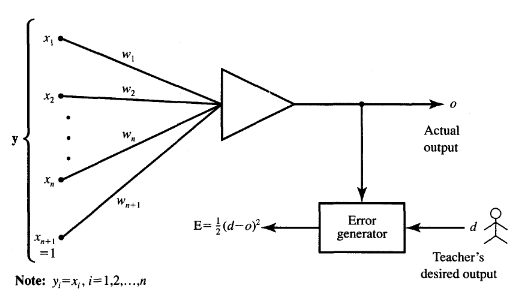 x₁
w₁
x₂
w₂
y
wₙ
xₙ
wₙ₊₁
xₙ₊₁
=1
o
Actual
output
E=½(d−o)²
Error
generator
d
Teacher's
desired output
Note: yᵢ=xᵢ, i=1,2,...,n